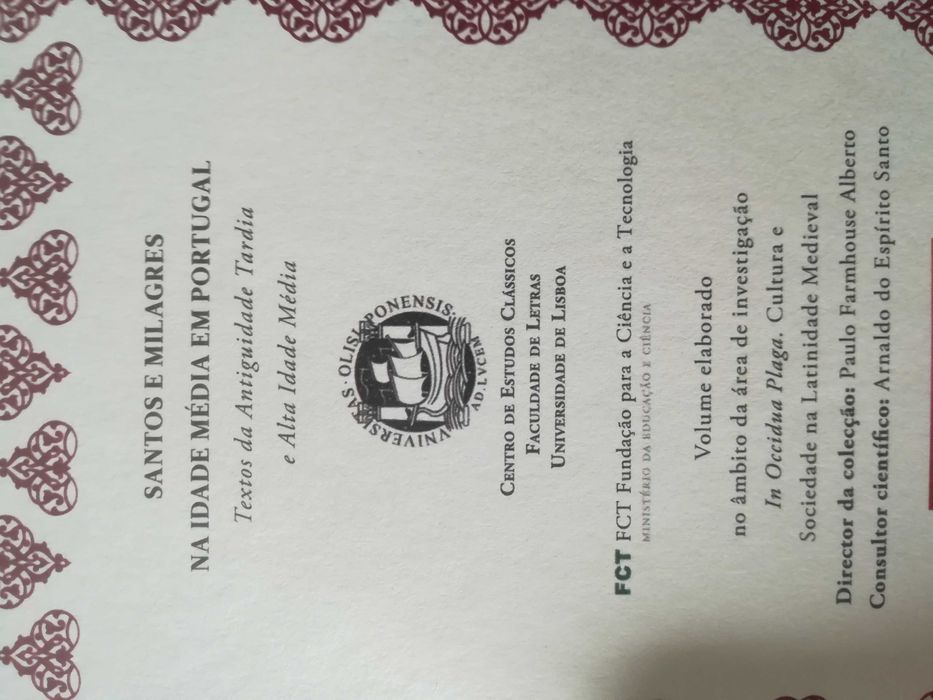 SANTOS E MILAGRES
NA IDADE MÉDIA EM PORTUGAL
Textos da Antiguidade Tardia
e Alta Idade Média
VNIVERSITAS · OLISIPONENSIS ·
AD LVCEM
CENTRO DE ESTUDOS CLÁSSICOS
FACULDADE DE LETRAS
UNIVERSIDADE DE LISBOA
FCT FCT Fundação para a Ciência e a Tecnologia
MINISTÉRIO DA EDUCAÇÃO E CIÊNCIA
Volume elaborado
no âmbito da área de investigação
In Occidua Plaga. Cultura e
Sociedade na Latinidade Medieval
Director da colecção: Paulo Farmhouse Alberto
Consultor científico: Arnaldo do Espírito Santo